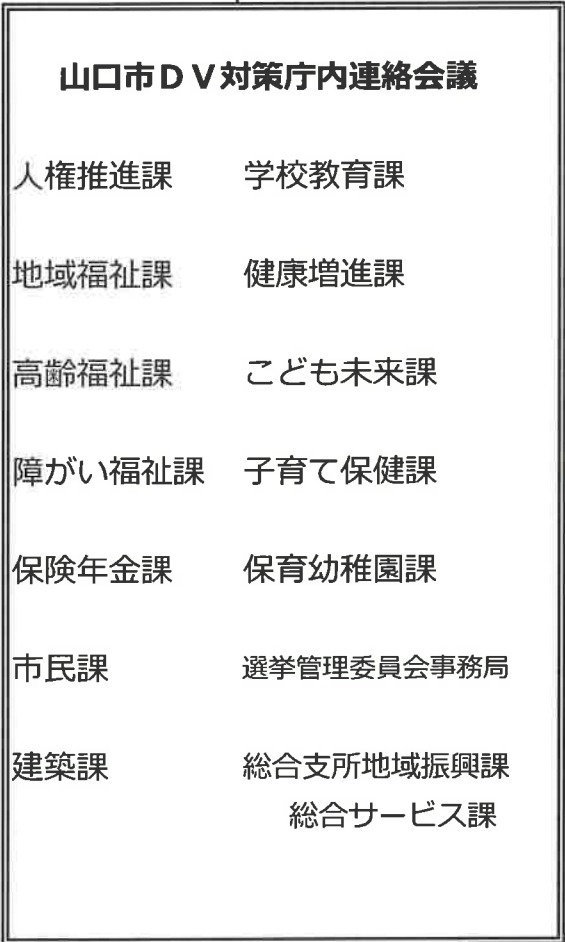 山口市ＤＶ対策庁内連絡会議
人権推進課　　学校教育課
地域福祉課　　健康増進課
高齢福祉課　　こども未来課
障がい福祉課　子育て保健課
保険年金課　　保育幼稚園課
市民課　　　　選挙管理委員会事務局
建築課　　　　総合支所地域振興課
総合サービス課